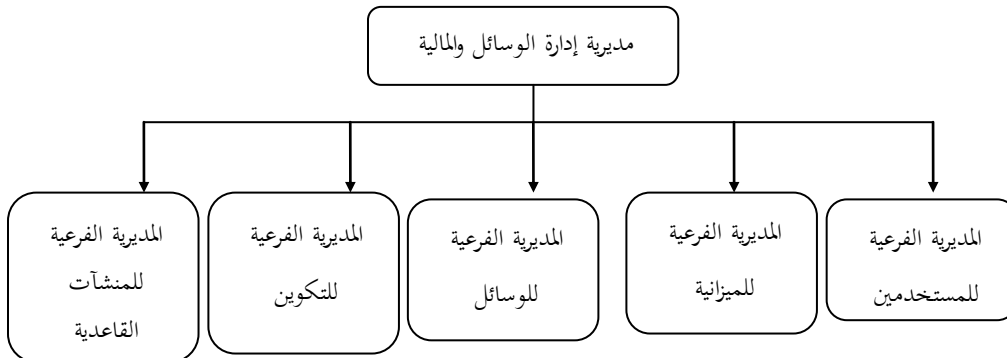 مديرية إدارة الوسائل والمالية
المديرية الفرعية
للمستخدمين
المديرية الفرعية
للميزانية
المديرية الفرعية
للوسائل
المديرية الفرعية
للتكوين
المديرية الفرعية
للمنشآت
القاعدية